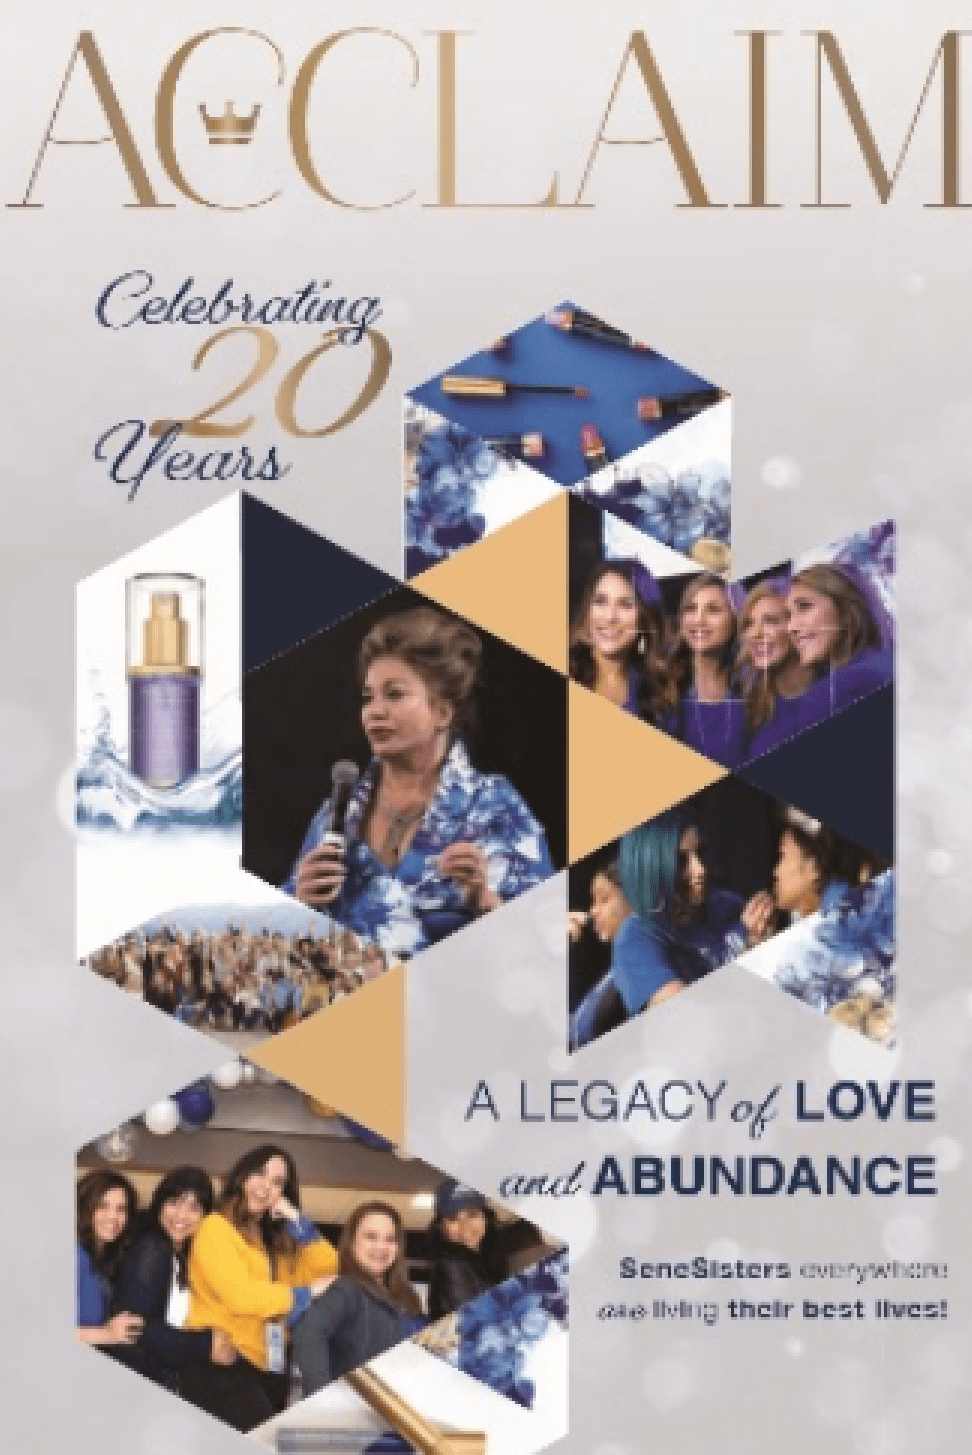 ACCLAIM
Celebrating
20
Years
A LEGACY of LOVE
and ABUNDANCE
SeneSisters everywhere
are living their best lives!